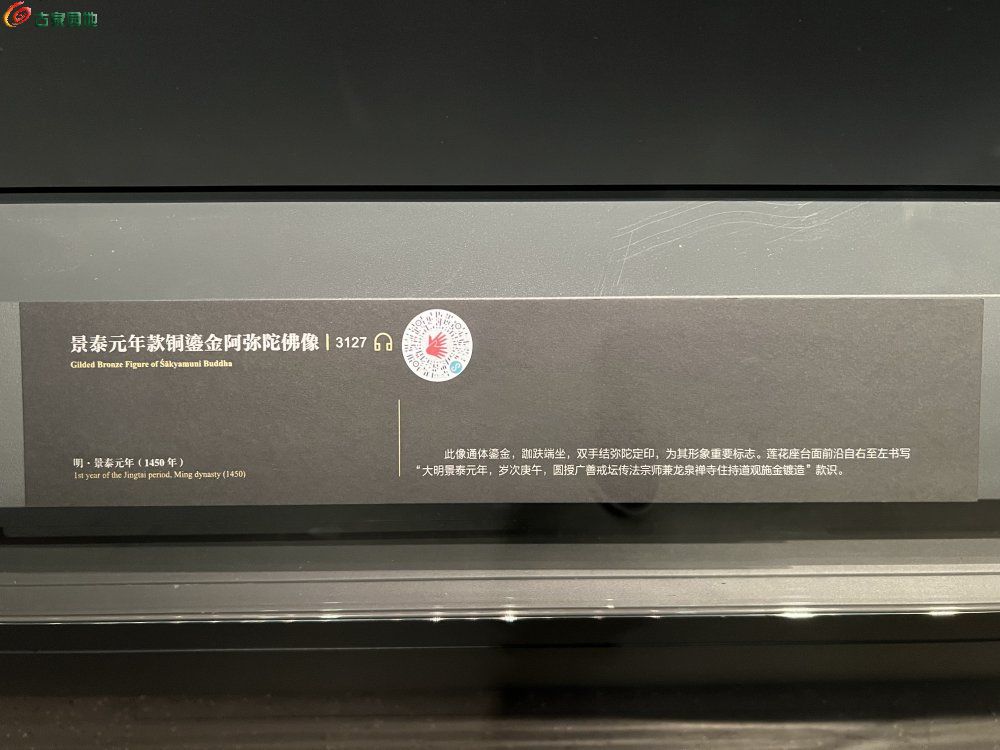 古泉园地
景泰元年款铜鎏金阿弥陀佛像 | 3127
Gilded Bronze Figure of Śākyamuni Buddha
明·景泰元年（1450 年）
1st year of the Jingtai period, Ming dynasty (1450)
此像通体鎏金，跏趺端坐，双手结弥陀定印，为其形象重要标志。莲花座台面前沿自右至左书写
“大明景泰元年，岁次庚午，圆授广善戒坛传法宗师兼龙泉禅寺住持道观施金镀造”款识。